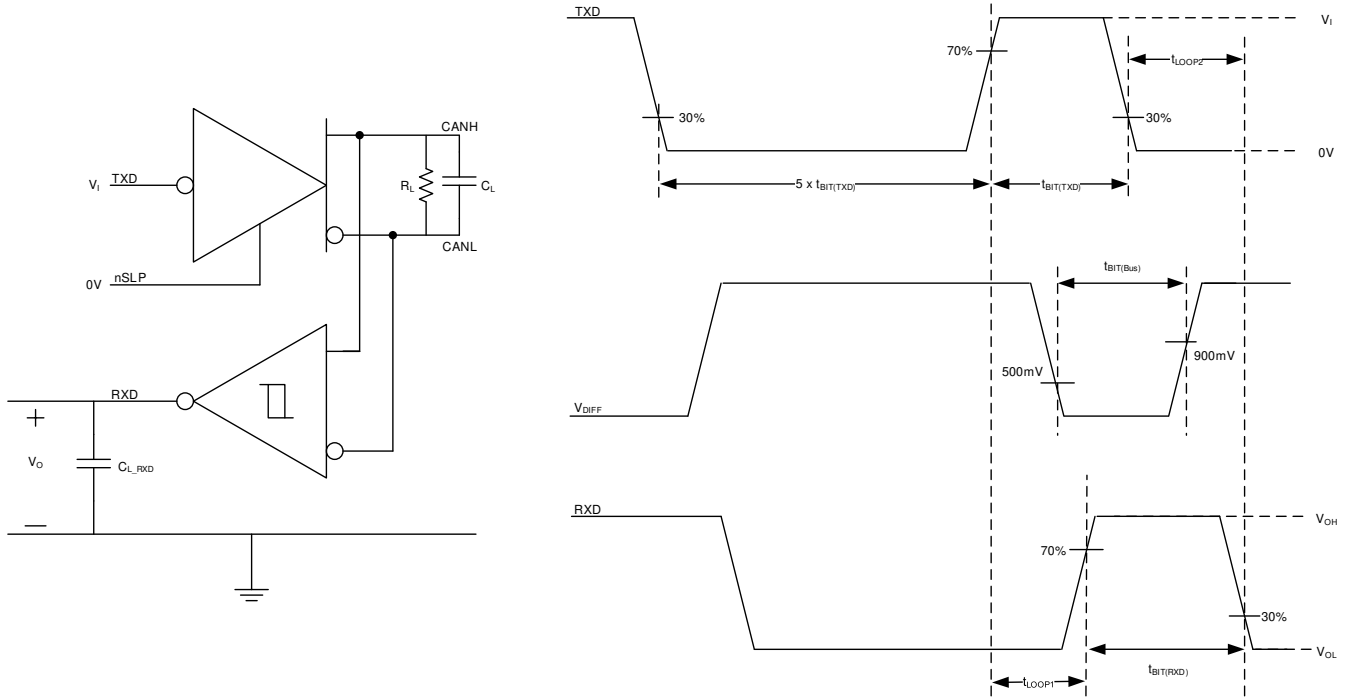 CANH
V_I TXD
R_L C_L
CANL
0V nSLP
RXD
+
V_O C_L_RXD
—
TXD V_I
70% t_LOOP2
30% 30%
0V
5 x t_BIT(TXD) t_BIT(TXD)
t_BIT(Bus)
900mV
500mV
V_DIFF
RXD V_OH
70%
30%
V_OL
t_BIT(RXD)
t_LOOP1